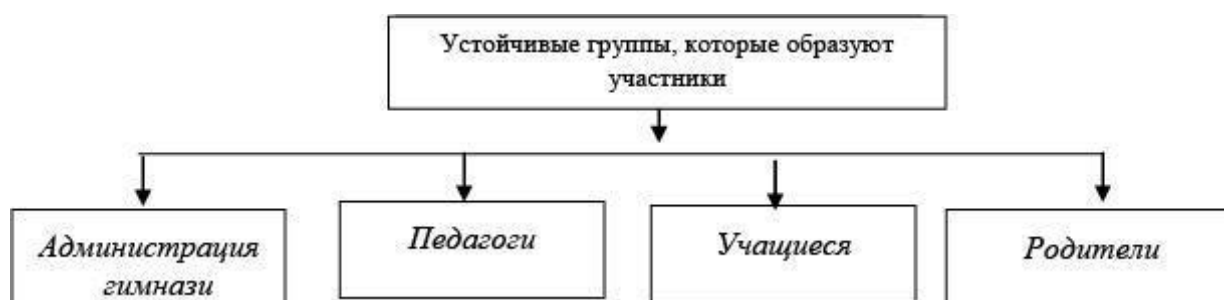 Устойчивые группы, которые образуют
участники
Администрация
гимнази
Педагоги
Учащиеся
Родители